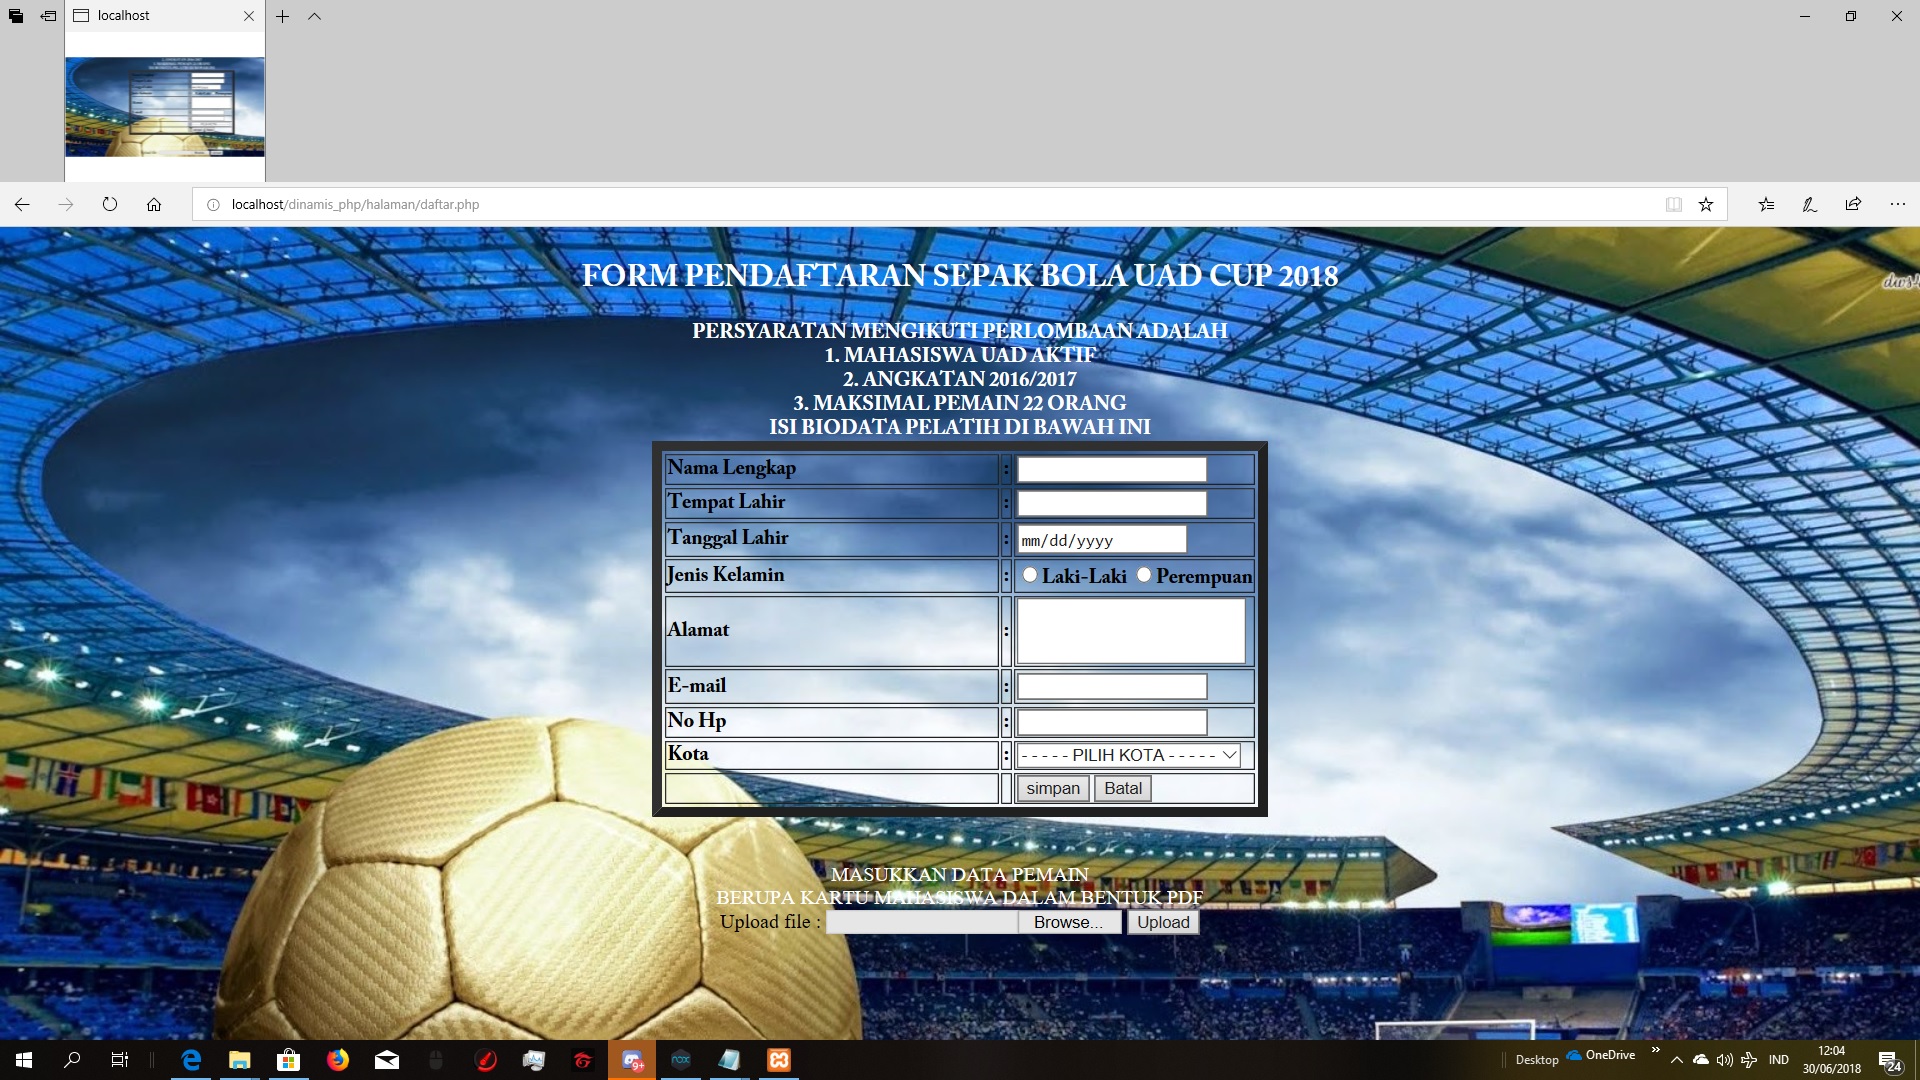 localhost
localhost/dinamis_php/halaman/daftar.php
FORM PENDAFTARAN SEPAK BOLA UAD CUP 2018
PERSYARATAN MENGIKUTI PERLOMBAAN ADALAH
1. MAHASISWA UAD AKTIF
2. ANGKATAN 2016/2017
3. MAKSIMAL PEMAIN 22 ORANG
ISI BIODATA PELATIH DI BAWAH INI
Nama Lengkap :
Tempat Lahir :
Tanggal Lahir : mm/dd/yyyy
Jenis Kelamin : Laki-Laki Perempuan
Alamat :
E-mail :
No Hp :
Kota : - - - - - PILIH KOTA - - - - -
simpan Batal
MASUKKAN DATA PEMAIN
BERUPA KARTU MAHASISWA DALAM BENTUK PDF
Upload file : Browse... Upload
nox 9+ Desktop OneDrive IND 12:04
30/06/2018 24